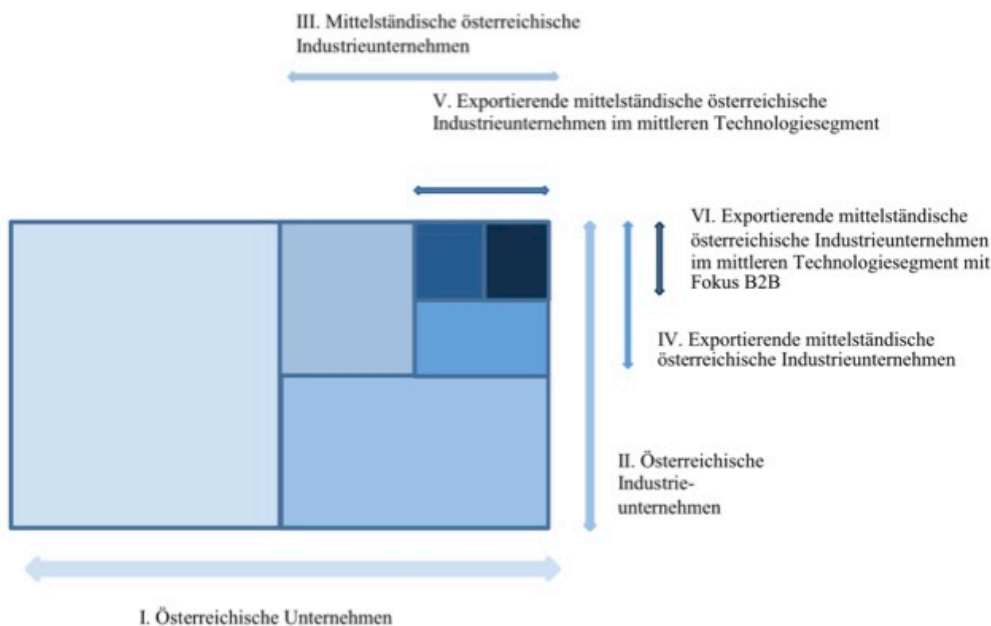 III. Mittelständische österreichische
Industrieunternehmen
V. Exportierende mittelständische österreichische
Industrieunternehmen im mittleren Technologiesegment
VI. Exportierende mittelständische
österreichische Industrieunternehmen
im mittleren Technologiesegment mit
Fokus B2B
IV. Exportierende mittelständische
österreichische Industrieunternehmen
II. Österreichische
Industrie-
unternehmen
I. Österreichische Unternehmen